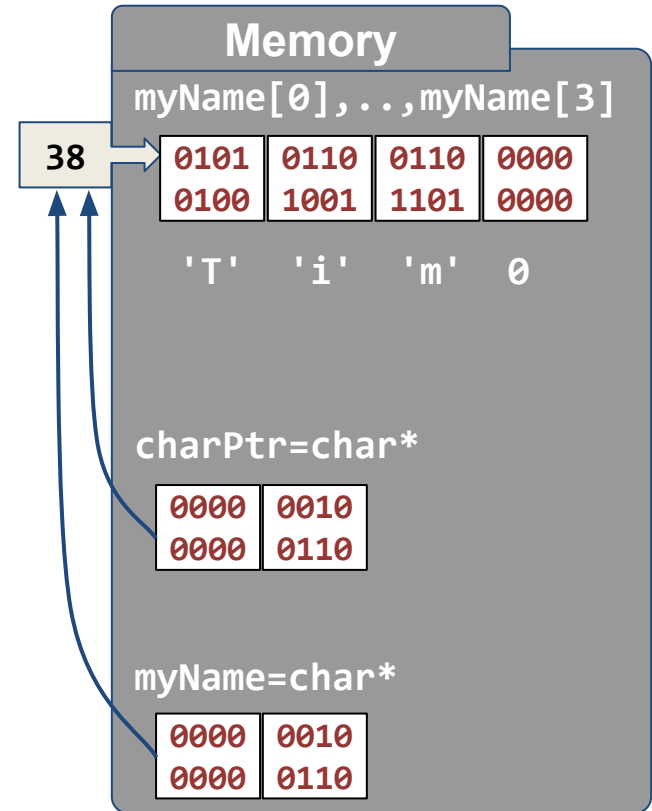 Memory
myName[0],..,myName[3]
38
0101 0110 0110 0000
0100 1001 1101 0000
'T' 'i' 'm' 0
charPtr=char*
0000 0010
0000 0110
myName=char*
0000 0010
0000 0110